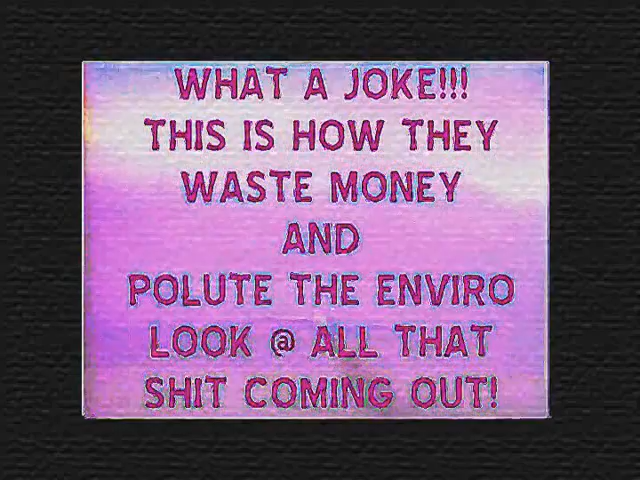 WHAT A JOKE!!!
THIS IS HOW THEY
WASTE MONEY
AND
POLUTE THE ENVIRO
LOOK @ ALL THAT
SHIT COMING OUT!